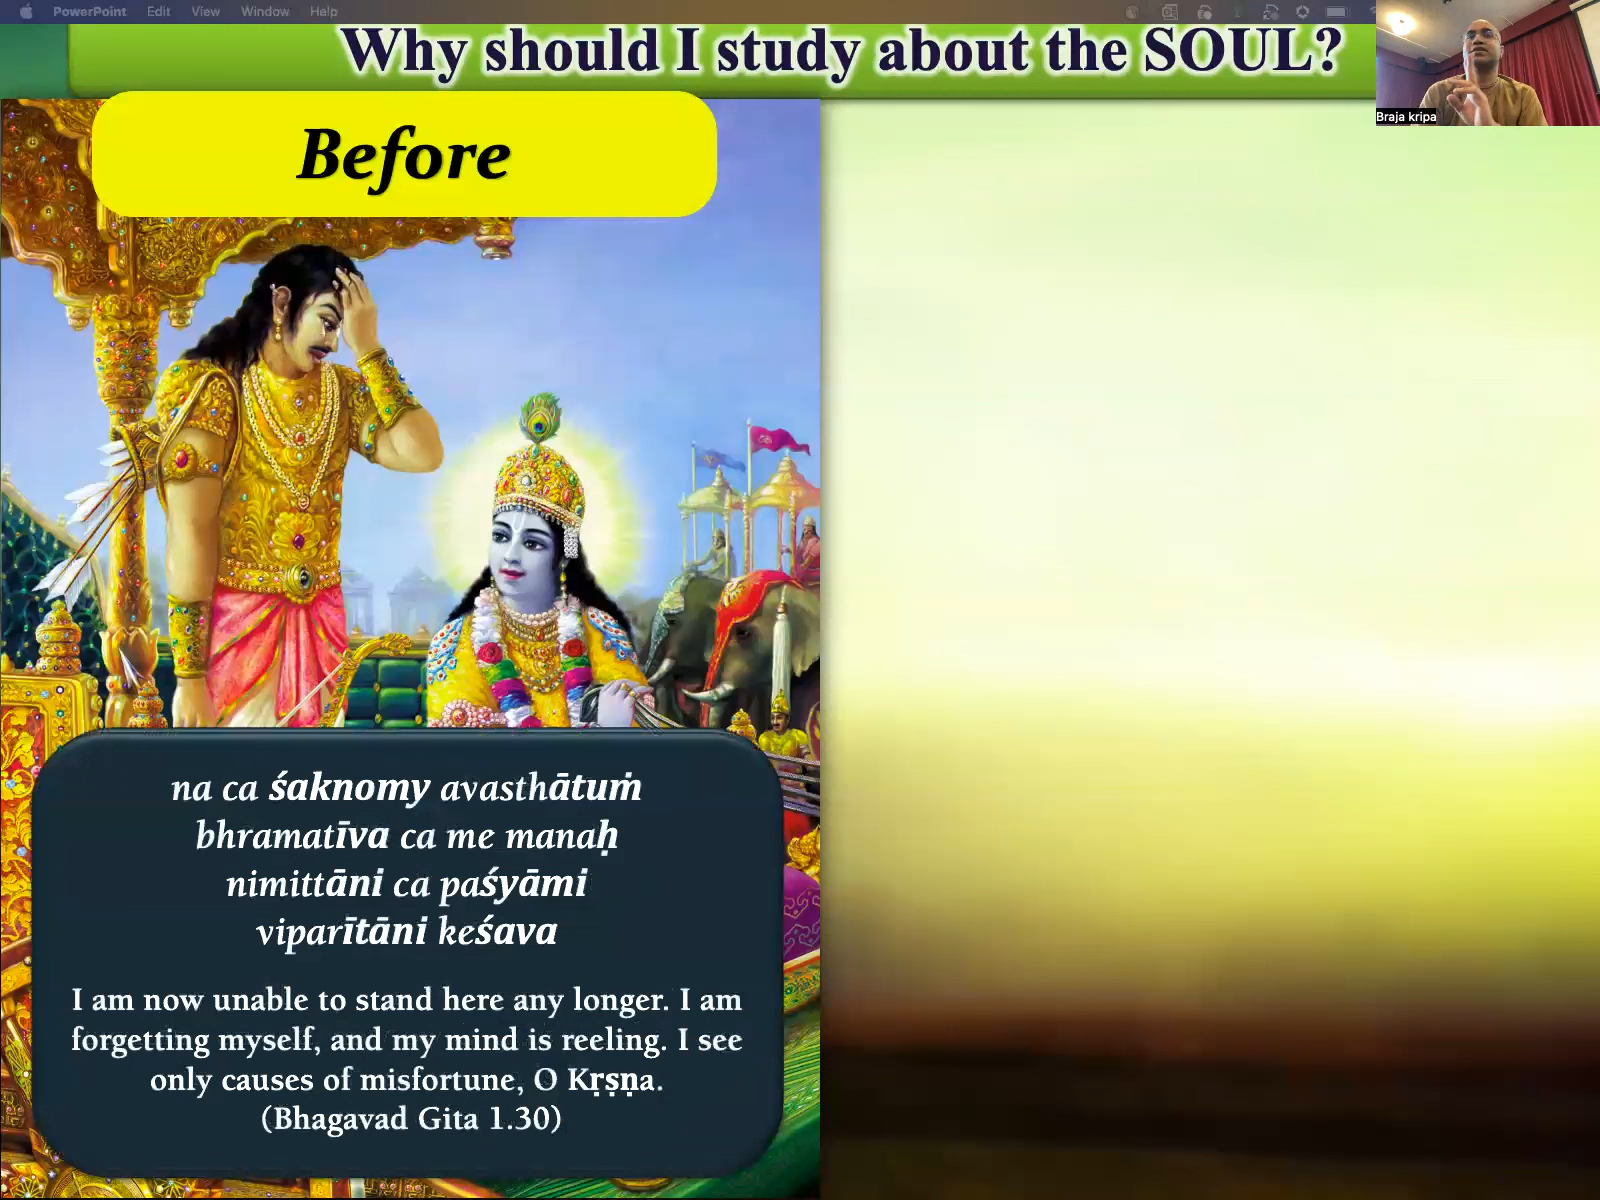 PowerPoint Edit View Window Help
Why should I study about the SOUL?
Braja kripa
Before
na ca śaknomy avasthātuṁ
bhramatīva ca me manaḥ
nimittāni ca paśyāmi
viparītāni keśava
I am now unable to stand here any longer. I am
forgetting myself, and my mind is reeling. I see
only causes of misfortune, O Kṛṣṇa.
(Bhagavad Gita 1.30)